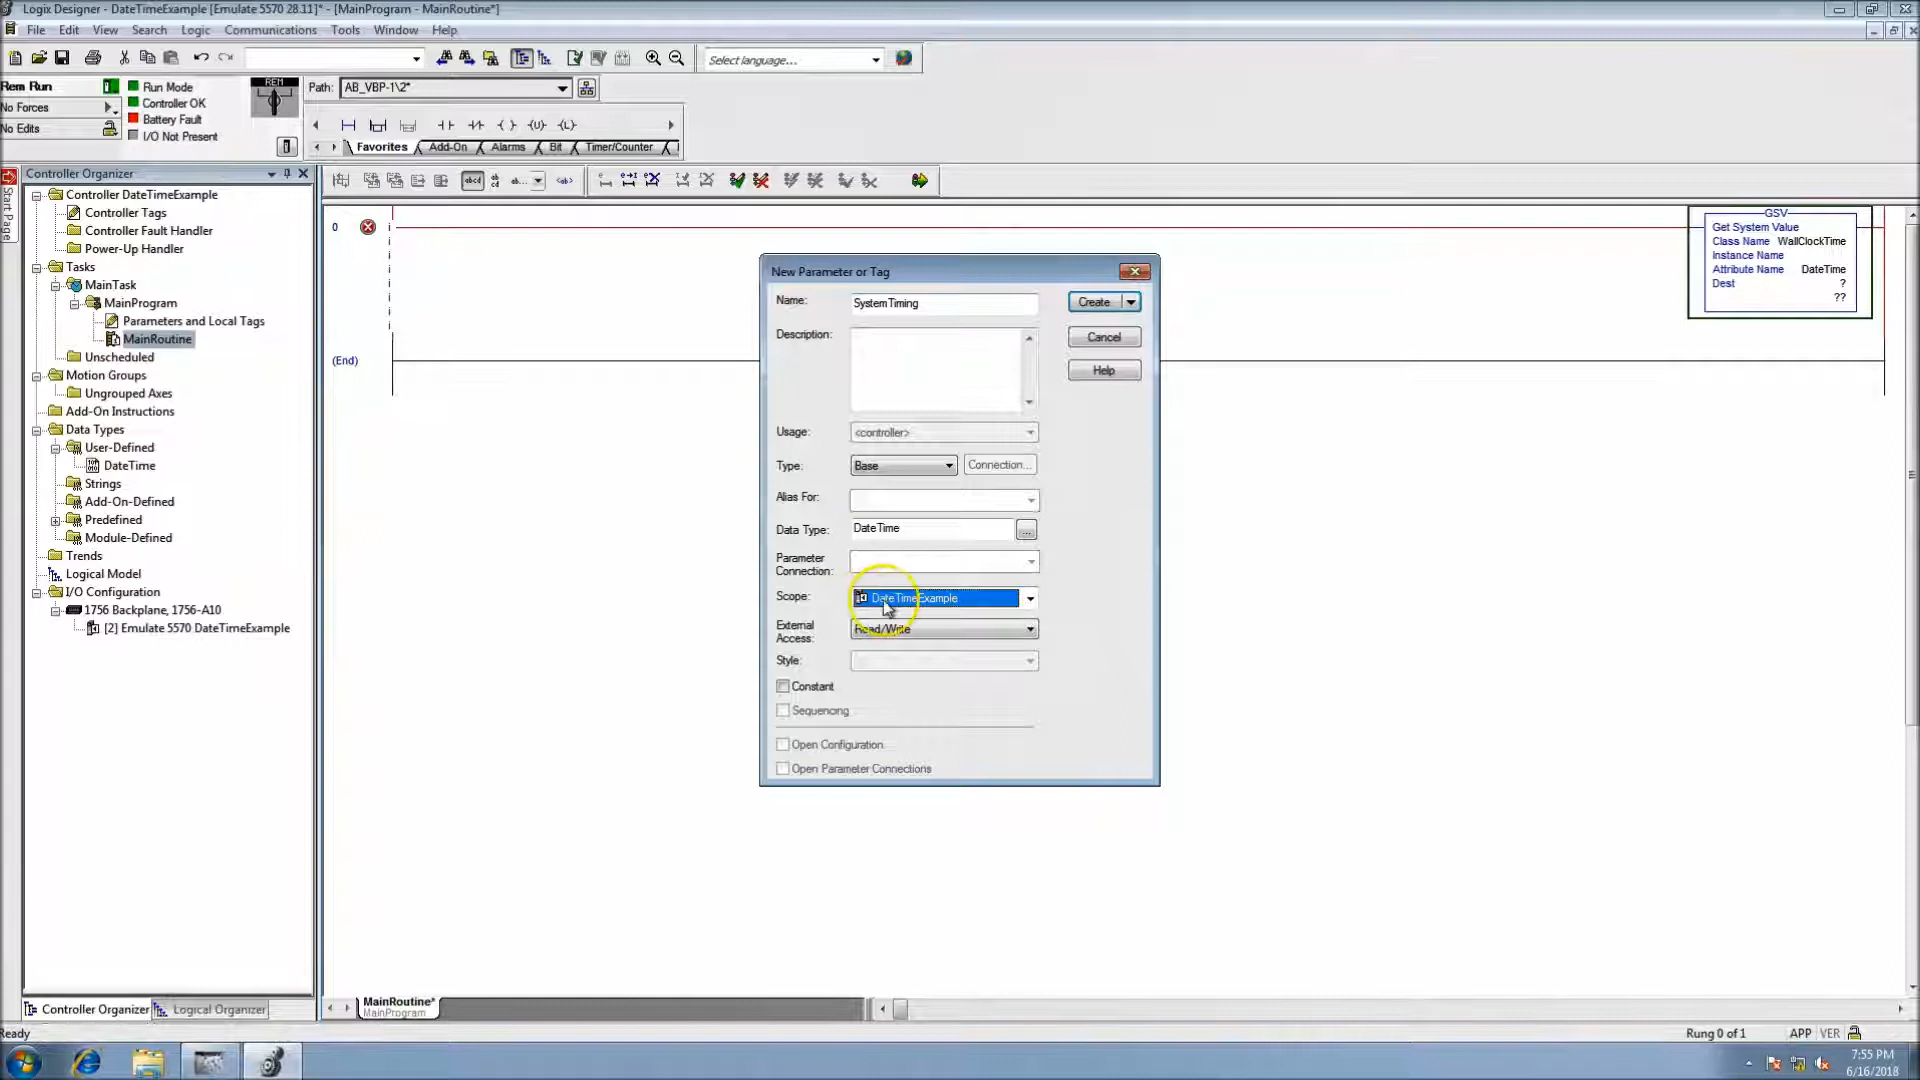 Logix Designer - DateTimeExample [Emulate 5570 28.11]* - [MainProgram - MainRoutine*]
File Edit View Search Logic Communications Tools Window Help
Select language...
Rem Run
No Forces
No Edits
Run Mode
Controller OK
Battery Fault
I/O Not Present
REM
Path: AB_VBP-1\2*
Favorites Add-On Alarms Bit Timer/Counter
Start Page
Controller Organizer
Controller DateTimeExample
Controller Tags
Controller Fault Handler
Power-Up Handler
Tasks
MainTask
MainProgram
Parameters and Local Tags
MainRoutine
Unscheduled
Motion Groups
Ungrouped Axes
Add-On Instructions
Data Types
User-Defined
DateTime
Strings
Add-On-Defined
Predefined
Module-Defined
Trends
Logical Model
I/O Configuration
1756 Backplane, 1756-A10
[2] Emulate 5570 DateTimeExample
Controller Organizer Logical Organizer
0
(End)
GSV
Get System Value
Class Name WallClockTime
Instance Name
Attribute Name DateTime
Dest ?
??
New Parameter or Tag
Name: SystemTiming
Create
Description:
Cancel
Help
Usage: <controller>
Type: Base Connection...
Alias For:
Data Type: DateTime ...
Parameter Connection:
Scope: DateTimeExample
External Access: Read/Write
Style:
Constant
Sequencing
Open Configuration
Open Parameter Connections
MainRoutine*
MainProgram
Ready
Rung 0 of 1 APP VER
7:55 PM
6/16/2018